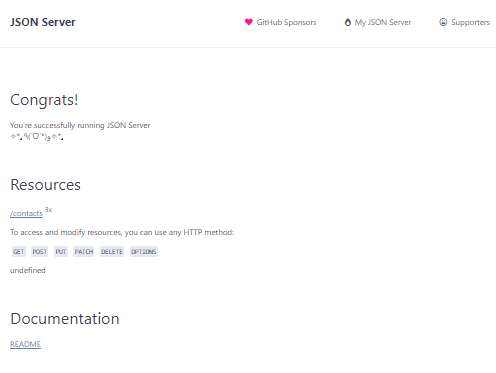 JSON Server
GitHub Sponsors
My JSON Server
Supporters
Congrats!
You're successfully running JSON Server
Resources
/contacts 3x
To access and modify resources, you can use any HTTP method:
GET POST PUT PATCH DELETE OPTIONS
undefined
Documentation
README